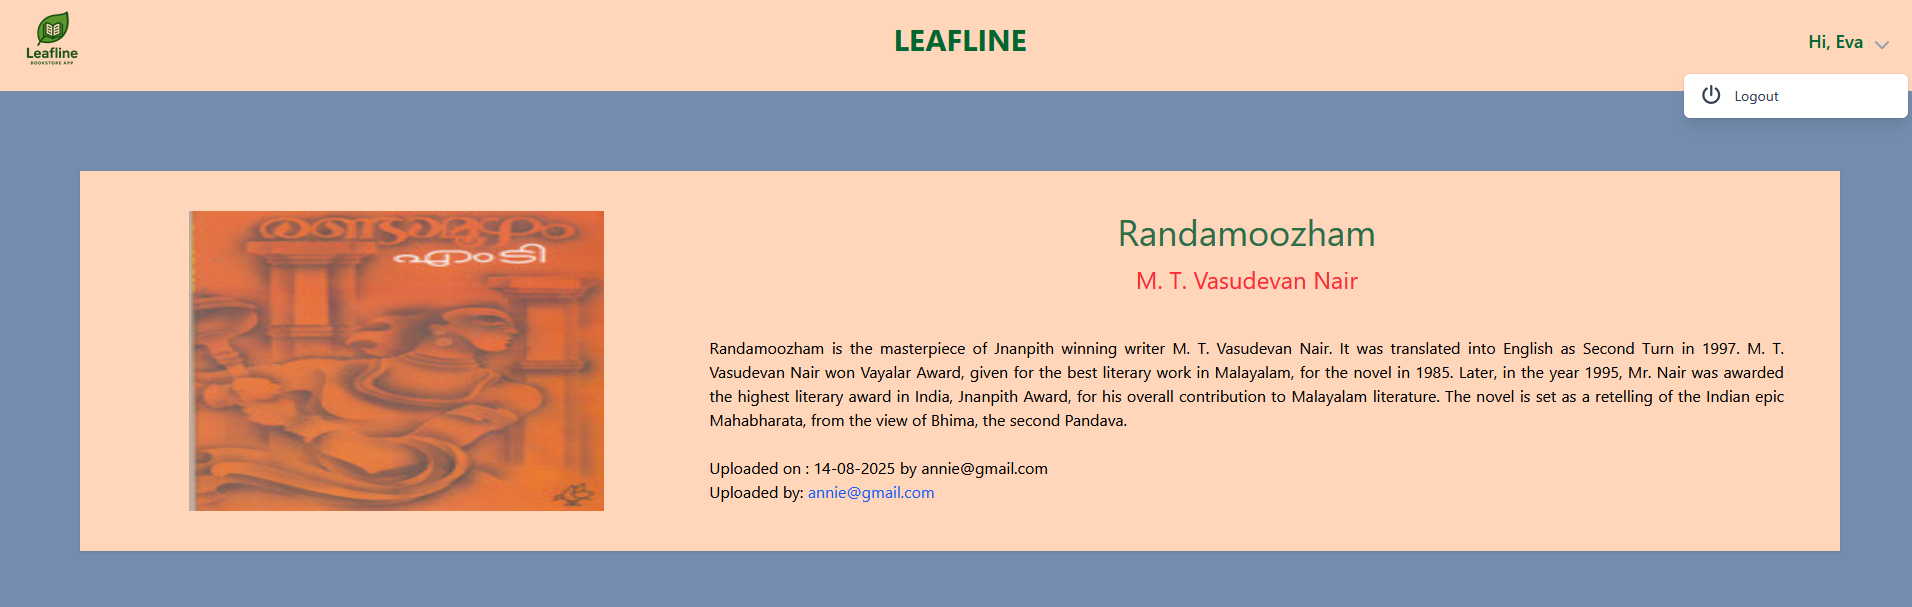 Leafline
BOOKSTORE APP
LEAFLINE
Hi, Eva
Logout
രണ്ടാമൂഴം
എം ടി
Randamoozham
M. T. Vasudevan Nair
Randamoozham is the masterpiece of Jnanpith winning writer M. T. Vasudevan Nair. It was translated into English as Second Turn in 1997. M. T.
Vasudevan Nair won Vayalar Award, given for the best literary work in Malayalam, for the novel in 1985. Later, in the year 1995, Mr. Nair was awarded
the highest literary award in India, Jnanpith Award, for his overall contribution to Malayalam literature. The novel is set as a retelling of the Indian epic
Mahabharata, from the view of Bhima, the second Pandava.
Uploaded on : 14-08-2025 by annie@gmail.com
Uploaded by: annie@gmail.com